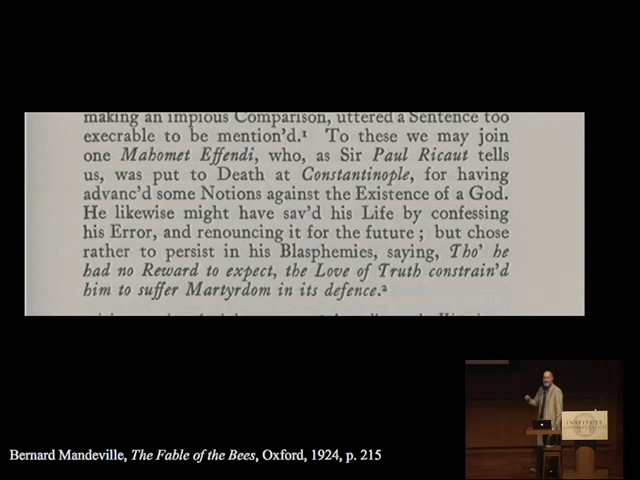 making an impious Comparison, uttered a Sentence too
execrable to be mention'd.¹ To these we may join
one Mahomet Effendi, who, as Sir Paul Ricaut tells
us, was put to Death at Constantinople, for having
advanc'd some Notions against the Existence of a God.
He likewise might have sav'd his Life by confessing
his Error, and renouncing it for the future ; but chose
rather to persist in his Blasphemies, saying, Tho' he
had no Reward to expect, the Love of Truth constrain'd
him to suffer Martyrdom in its defence.²
INSTITUTE
Bernard Mandeville, The Fable of the Bees, Oxford, 1924, p. 215